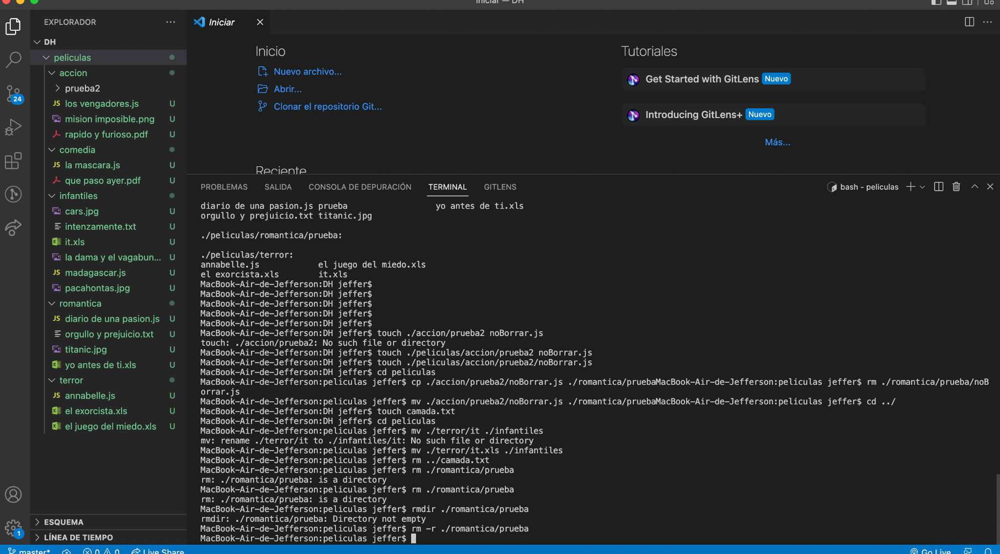 Iniciar — DH
EXPLORADOR
DH
peliculas
accion
prueba2
JS los vengadores.js U
mision imposible.png U
rapido y furioso.pdf U
comedia
JS la mascara.js U
que paso ayer.pdf U
infantiles
cars.jpg U
intenzamente.txt U
it.xls U
la dama y el vagabun... U
JS madagascar.js U
pacahontas.jpg U
romantica
JS diario de una pasion.js U
orgullo y prejuicio.txt U
titanic.jpg U
yo antes de ti.xls U
terror
JS annabelle.js U
el exorcista.xls U
el juego del miedo.xls U
ESQUEMA
LÍNEA DE TIEMPO
24
1
Iniciar
Inicio
Nuevo archivo...
Abrir...
Clonar el repositorio Git...
Reciente
Tutoriales
Get Started with GitLens Nuevo
Introducing GitLens+ Nuevo
Más...
PROBLEMAS SALIDA CONSOLA DE DEPURACIÓN TERMINAL GITLENS
bash - peliculas
diario de una pasion.js prueba yo antes de ti.xls
orgullo y prejuicio.txt titanic.jpg
./peliculas/romantica/prueba:
./peliculas/terror:
annabelle.js el juego del miedo.xls
el exorcista.xls it.xls
MacBook-Air-de-Jefferson:DH jeffer$
MacBook-Air-de-Jefferson:DH jeffer$
MacBook-Air-de-Jefferson:DH jeffer$
MacBook-Air-de-Jefferson:DH jeffer$
MacBook-Air-de-Jefferson:DH jeffer$
MacBook-Air-de-Jefferson:DH jeffer$ touch ./accion/prueba2 noBorrar.js
touch: ./accion/prueba2: No such file or directory
MacBook-Air-de-Jefferson:DH jeffer$ touch ./peliculas/accion/prueba2 noBorrar.js
MacBook-Air-de-Jefferson:DH jeffer$ touch ./peliculas/accion/prueba2/noBorrar.js
MacBook-Air-de-Jefferson:DH jeffer$ cd peliculas
MacBook-Air-de-Jefferson:peliculas jeffer$ cp ./accion/prueba2/noBorrar.js ./romantica/pruebaMacBook-Air-de-Jefferson:peliculas jeffer$ rm ./romantica/prueba/noB
orrar.js
MacBook-Air-de-Jefferson:peliculas jeffer$ mv ./accion/prueba2/noBorrar.js ./romantica/pruebaMacBook-Air-de-Jefferson:peliculas jeffer$ cd ../
MacBook-Air-de-Jefferson:DH jeffer$ touch camada.txt
MacBook-Air-de-Jefferson:DH jeffer$ cd peliculas
MacBook-Air-de-Jefferson:peliculas jeffer$ mv ./terror/it ./infantiles
mv: rename ./terror/it to ./infantiles/it: No such file or directory
MacBook-Air-de-Jefferson:peliculas jeffer$ mv ./terror/it.xls ./infantiles
MacBook-Air-de-Jefferson:peliculas jeffer$ rm ../camada.txt
MacBook-Air-de-Jefferson:peliculas jeffer$ rm ./romantica/prueba
rm: ./romantica/prueba: is a directory
MacBook-Air-de-Jefferson:peliculas jeffer$ rm ./romantica/prueba
rm: ./romantica/prueba: is a directory
MacBook-Air-de-Jefferson:peliculas jeffer$ rmdir ./romantica/prueba
rmdir: ./romantica/prueba: Directory not empty
MacBook-Air-de-Jefferson:peliculas jeffer$ rm -r ./romantica/prueba
MacBook-Air-de-Jefferson:peliculas jeffer$
master* 0 0 Live Share Go Live